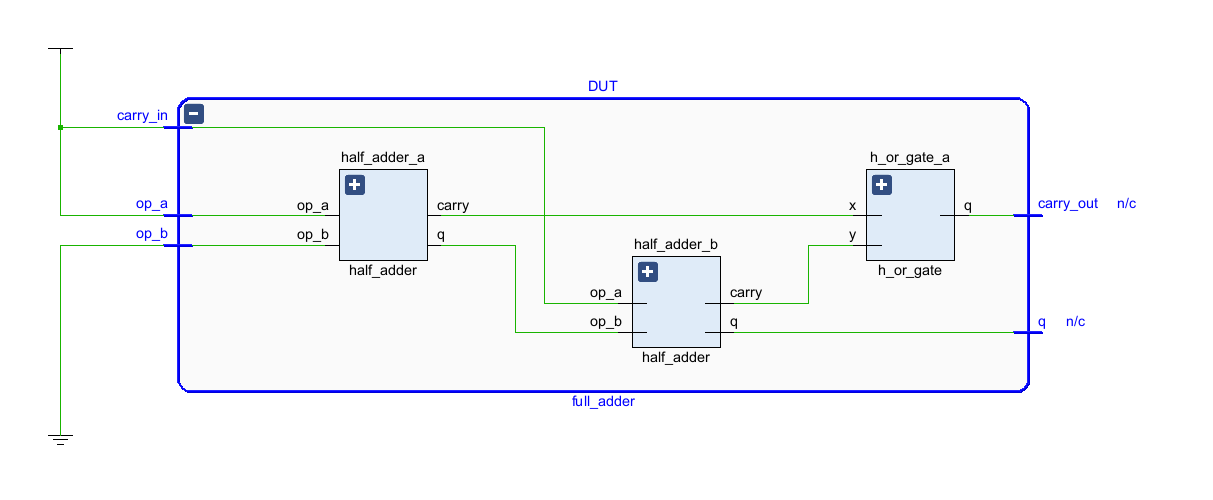 DUT
carry_in
half_adder_a
h_or_gate_a
op_a
op_a
carry
x
q
carry_out n/c
op_b
op_b
q
y
half_adder
half_adder_b
h_or_gate
op_a
carry
op_b
q
q n/c
half_adder
full_adder